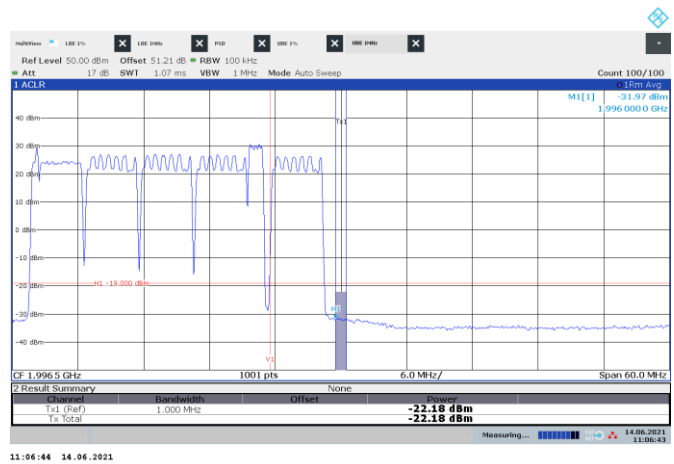 MultiView LBE 1% X LBE 1MHz X PSD X UBE 1% X UBE 1MHz X
Ref Level 50.00 dBm Offset 51.21 dB RBW 100 kHz
Att 17 dB SWT 1.07 ms VBW 1 MHz Mode Auto Sweep Count 100/100
1 ACLR 1Rm Avg
M1[1] -31.97 dBm
1.996 000 0 GHz
40 dBm
Tx1
30 dBm
20 dBm
10 dBm
0 dBm
-10 dBm
-20 dBm
H1 -19.000 dBm
-30 dBm
M1
-40 dBm
V1
CF 1.9965 GHz 1001 pts 6.0 MHz/ Span 60.0 MHz
2 Result Summary None
Channel Bandwidth Offset Power
Tx1 (Ref) 1.000 MHz -22.18 dBm
Tx Total -22.18 dBm
Measuring... 14.06.2021
11:06:43
11:06:44 14.06.2021